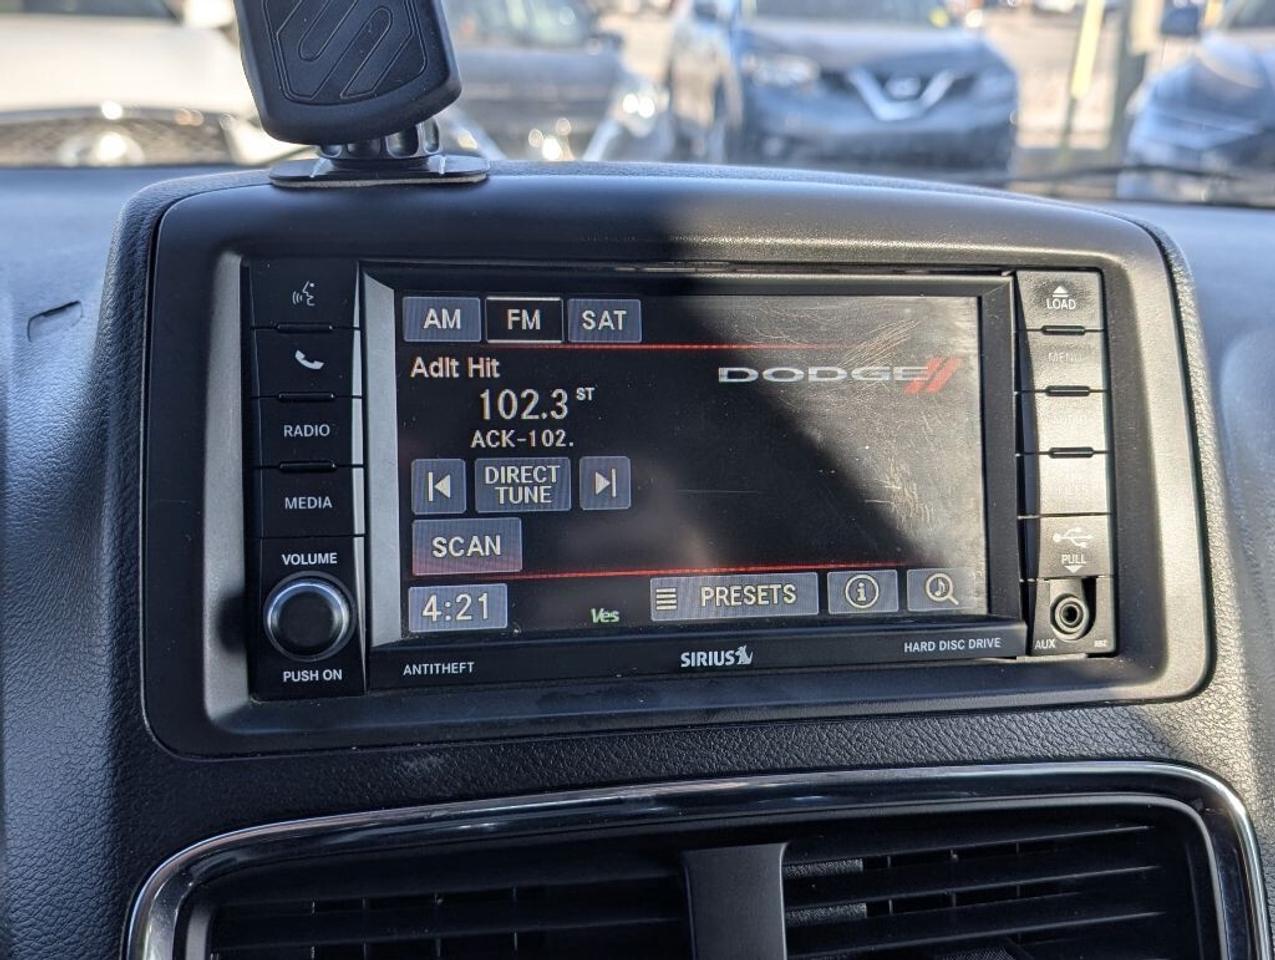 AM FM SAT
Adlt Hit
102.3 ST
ACK-102.
DIRECT
TUNE
SCAN
4:21
Ves
PRESETS
DODGE
RADIO
MEDIA
VOLUME
PUSH ON
ANTITHEFT
SIRIUS
HARD DISC DRIVE
LOAD
MENU
PULL
AUX